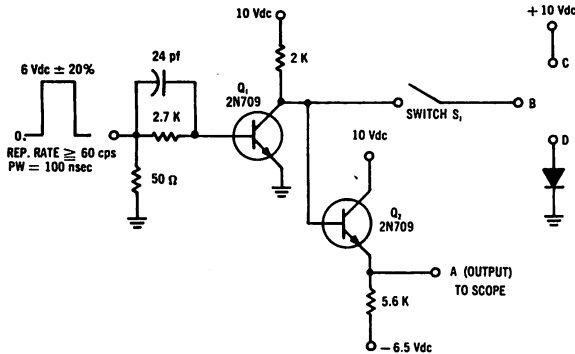 10 Vdc
+ 10 Vdc
24 pf
2 K
C
6 Vdc ± 20%
Q₁
2N709
2.7 K
SWITCH S₁
B
0
REP. RATE ≧ 60 cps
PW = 100 nsec
10 Vdc
D
50 Ω
Q₂
2N709
A (OUTPUT)
TO SCOPE
5.6 K
− 6.5 Vdc